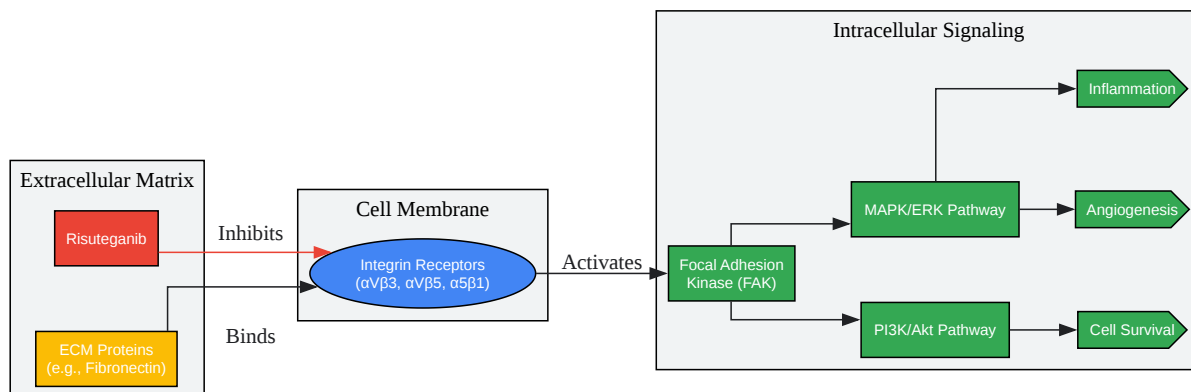 Intracellular Signaling
Inflammation
Extracellular Matrix
Cell Membrane
Risuteganib
Inhibits
MAPK/ERK Pathway
Angiogenesis
Integrin Receptors
(αVβ3, αVβ5, α5β1)
Activates
Focal Adhesion
Kinase (FAK)
Binds
ECM Proteins
(e.g., Fibronectin)
PI3K/Akt Pathway
Cell Survival